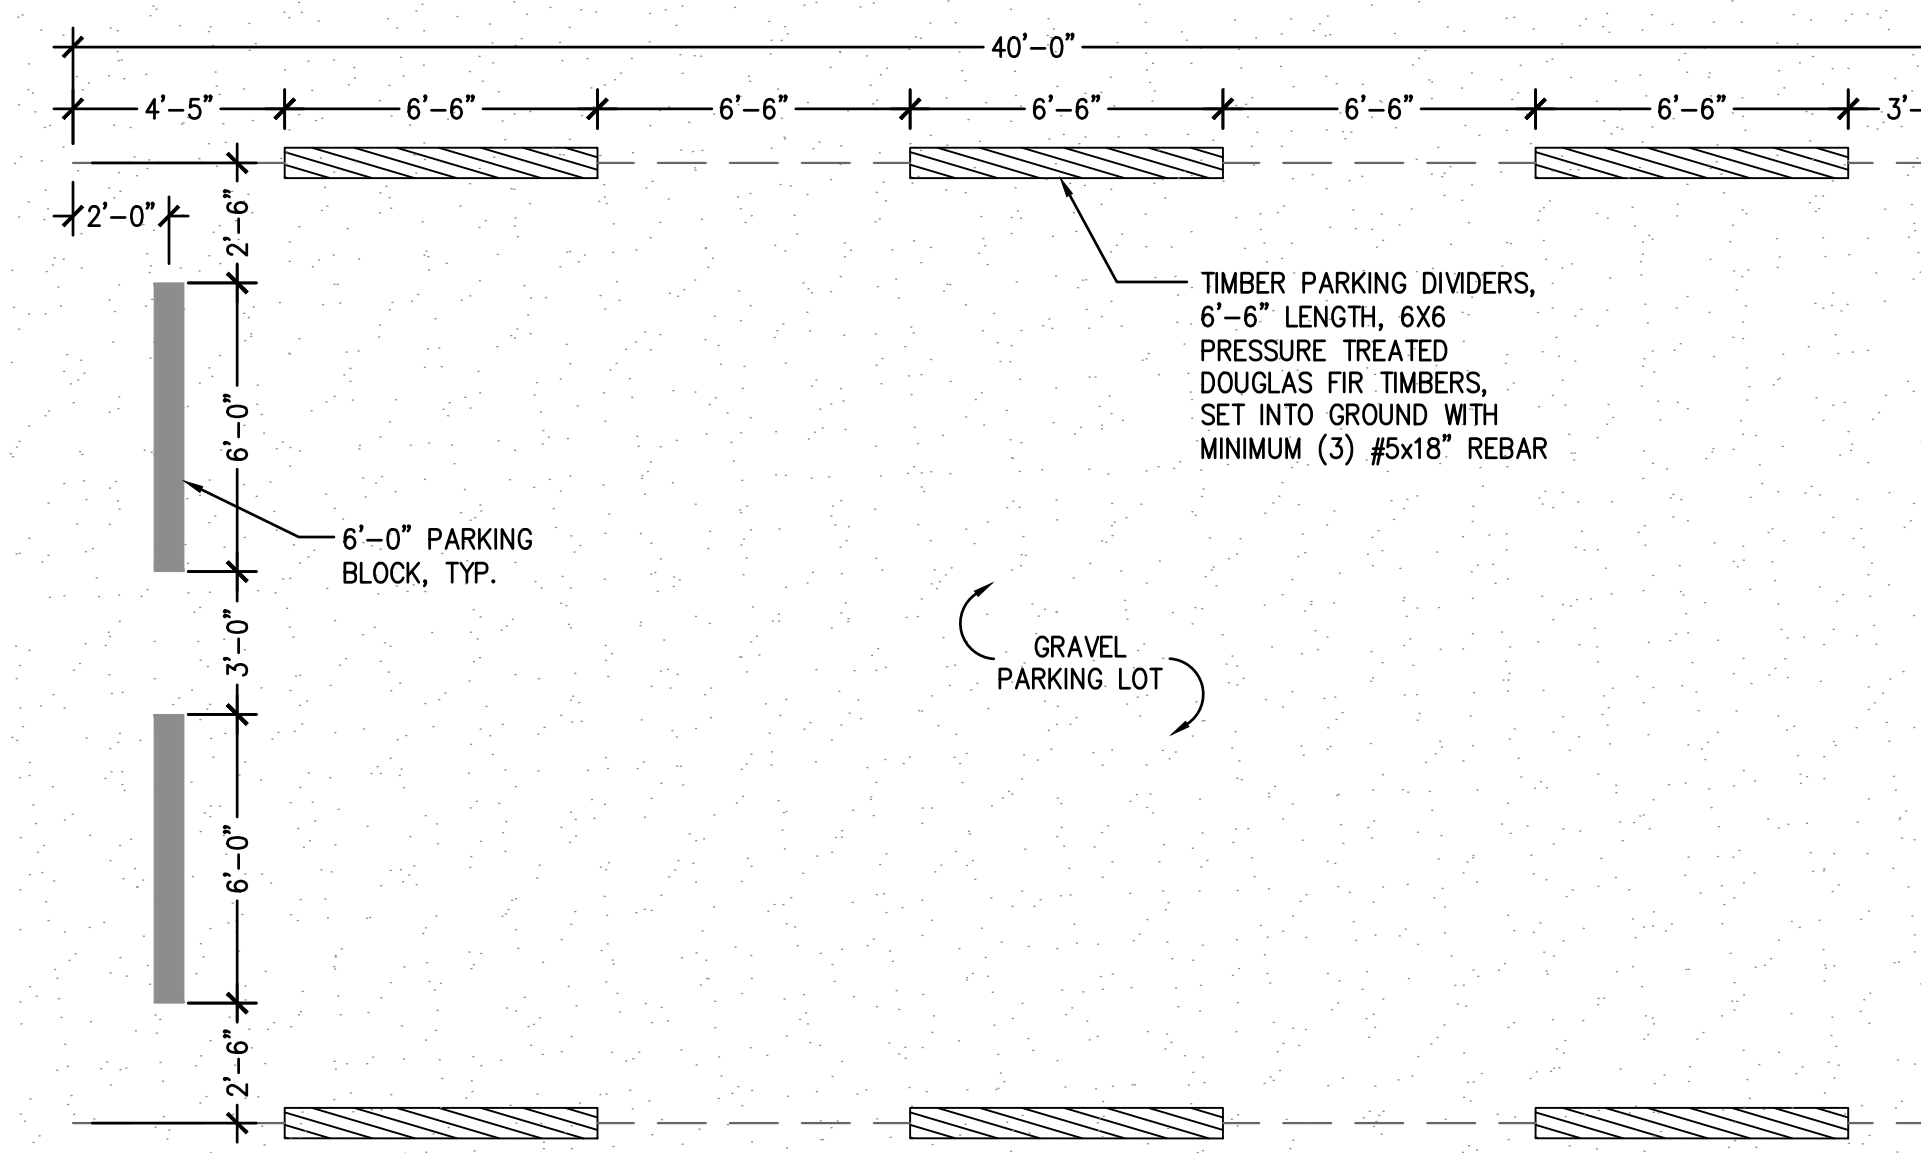 40'-0"
4'-5"
6'-6"
6'-6"
6'-6"
6'-6"
6'-6"
3'-
2'-0"
2'-6"
TIMBER PARKING DIVIDERS,
6'-6" LENGTH, 6X6
PRESSURE TREATED
DOUGLAS FIR TIMBERS,
SET INTO GROUND WITH
MINIMUM (3) #5x18" REBAR
6'-0"
6'-0" PARKING
BLOCK, TYP.
3'-0"
GRAVEL
PARKING LOT
6'-0"
2'-6"